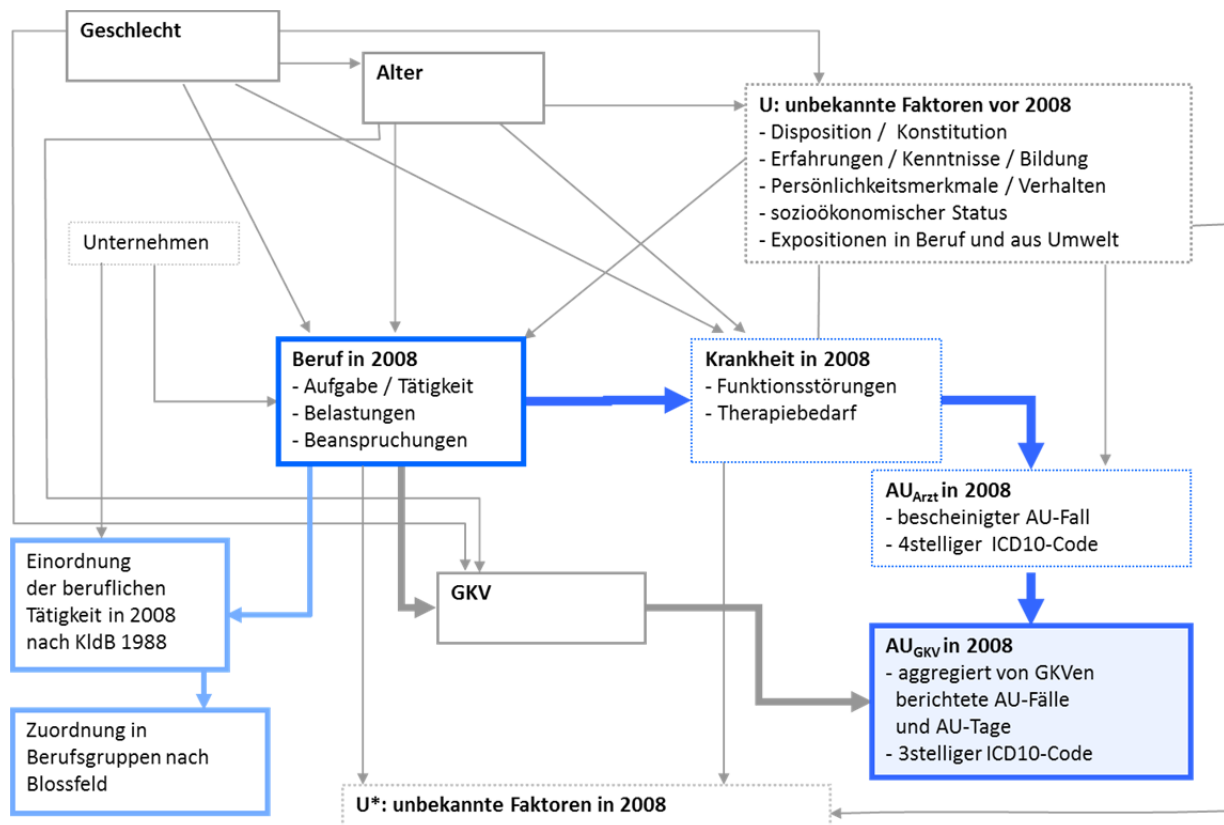 Geschlecht
Alter
U: unbekannte Faktoren vor 2008
- Disposition / Konstitution
- Erfahrungen / Kenntnisse / Bildung
- Persönlichkeitsmerkmale / Verhalten
- sozioökonomischer Status
- Expositionen in Beruf und aus Umwelt
Unternehmen
Beruf in 2008
- Aufgabe / Tätigkeit
- Belastungen
- Beanspruchungen
Krankheit in 2008
- Funktionsstörungen
- Therapiebedarf
AUArzt in 2008
- bescheinigter AU-Fall
- 4stelliger ICD10-Code
Einordnung
der beruflichen
Tätigkeit in 2008
nach KldB 1988
GKV
AUGKV in 2008
- aggregiert von GKVen
berichtete AU-Fälle
und AU-Tage
- 3stelliger ICD10-Code
Zuordnung in
Berufsgruppen nach
Blossfeld
U*: unbekannte Faktoren in 2008